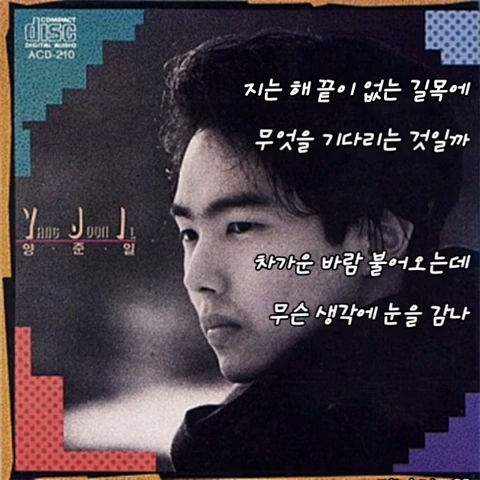 COMPACT
disc
DIGITAL AUDIO
ACD-210
지는 해 끝이 없는 길목에
무엇을 기다리는 것일까
YANG JOON IL
양·준·일
차가운 바람 불어오는데
무슨 생각에 눈을 감나